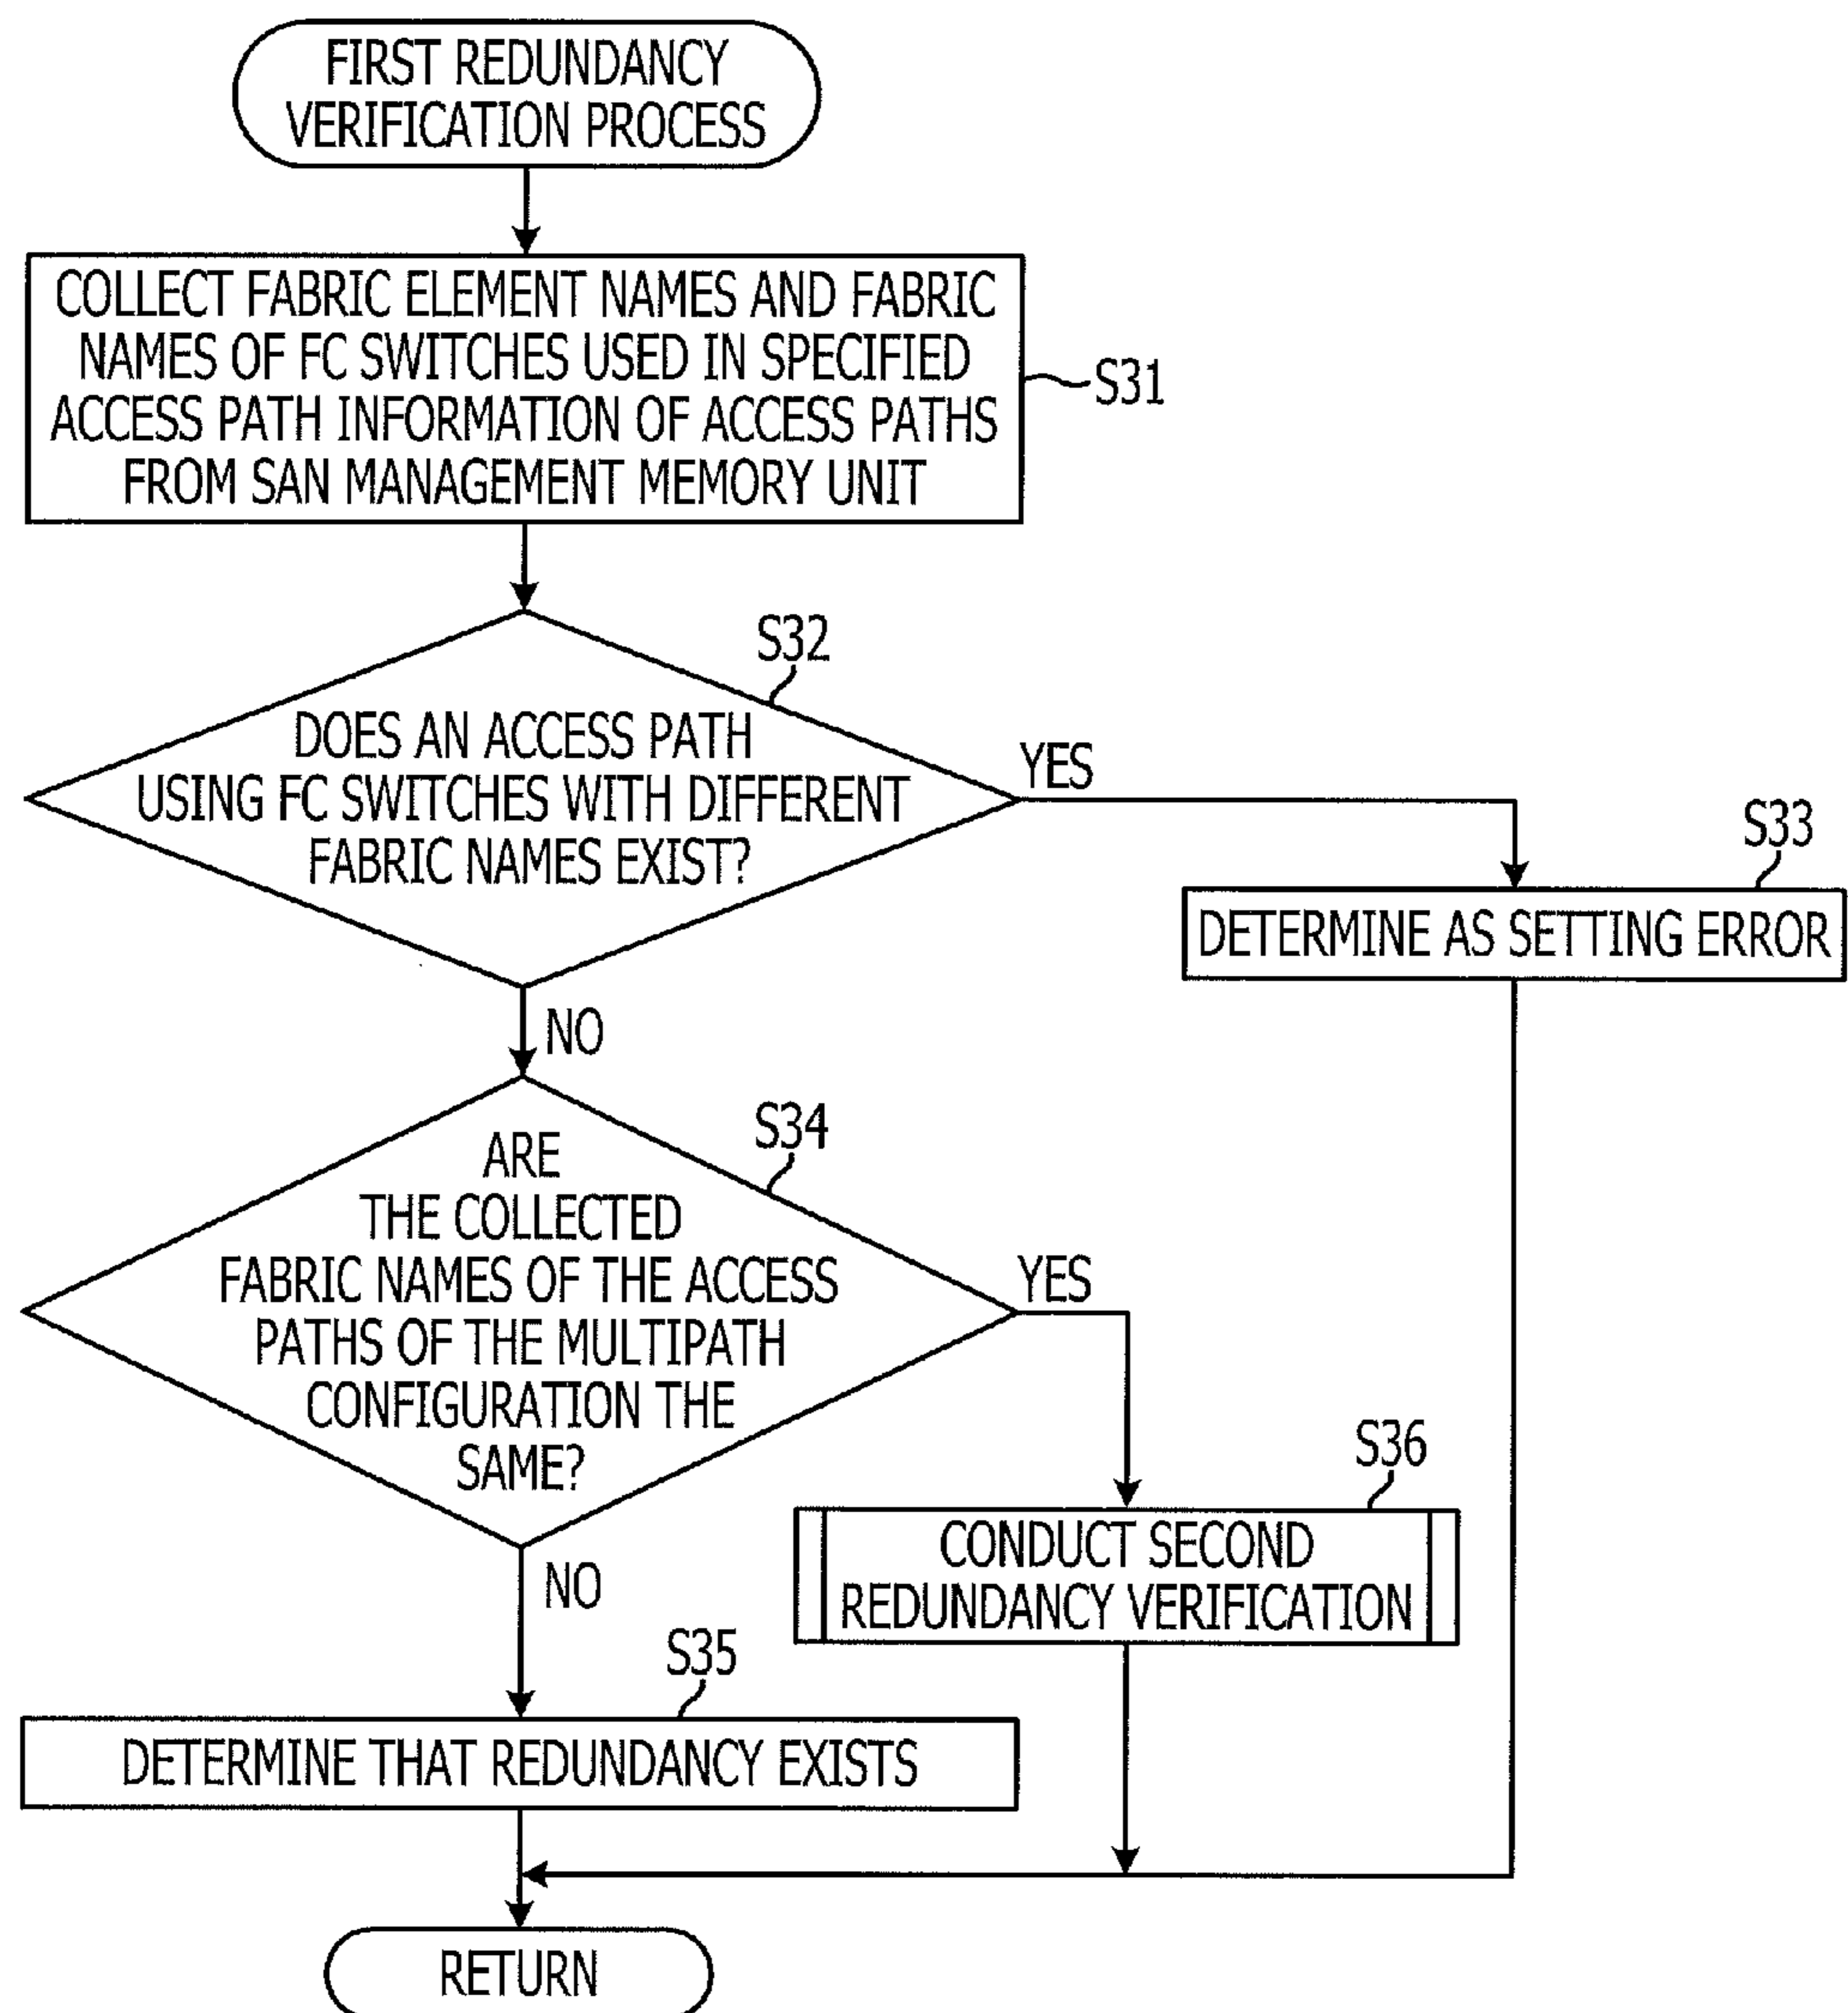 FIRST REDUNDANCY
VERIFICATION PROCESS
COLLECT FABRIC ELEMENT NAMES AND FABRIC
NAMES OF FC SWITCHES USED IN SPECIFIED
ACCESS PATH INFORMATION OF ACCESS PATHS
FROM SAN MANAGEMENT MEMORY UNIT
S31
S32
DOES AN ACCESS PATH
USING FC SWITCHES WITH DIFFERENT
FABRIC NAMES EXIST?
YES
S33
DETERMINE AS SETTING ERROR
NO
S34
ARE
THE COLLECTED
FABRIC NAMES OF THE ACCESS
PATHS OF THE MULTIPATH
CONFIGURATION THE
SAME?
YES
S36
CONDUCT SECOND
REDUNDANCY VERIFICATION
NO
S35
DETERMINE THAT REDUNDANCY EXISTS
RETURN